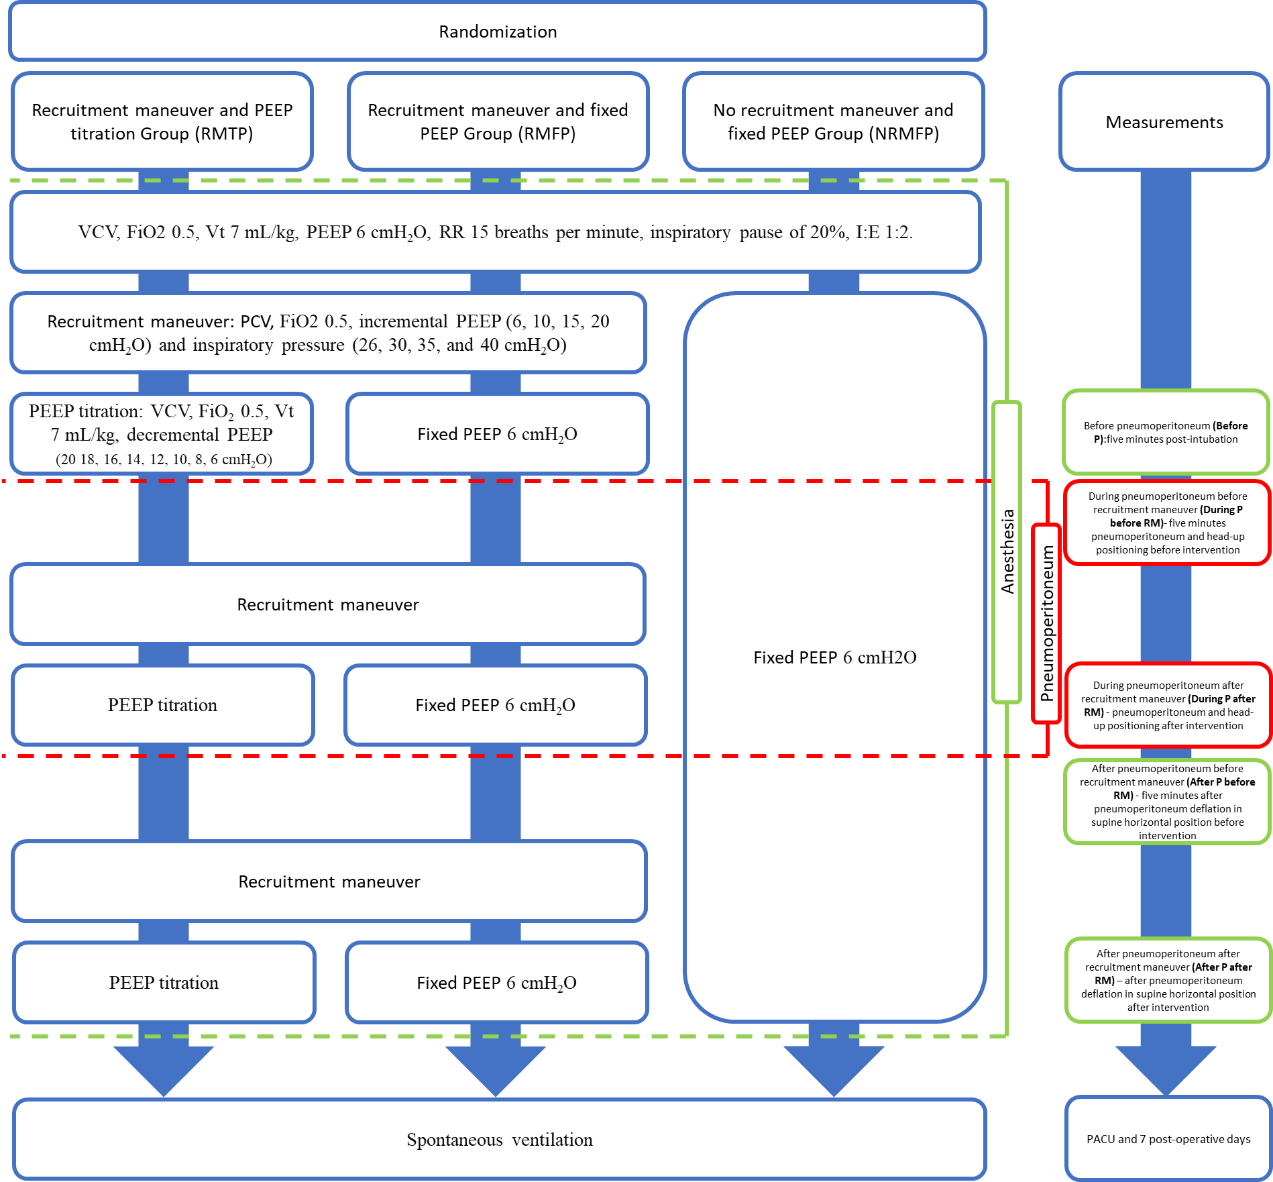 Randomization
Recruitment maneuver and PEEP
titration Group (RMTP)
Recruitment maneuver and fixed
PEEP Group (RMFP)
No recruitment maneuver and
fixed PEEP Group (NRMFP)
Measurements
VCV, FiO2 0.5, Vt 7 mL/kg, PEEP 6 cmH₂O, RR 15 breaths per minute, inspiratory pause of 20%, I:E 1:2.
Recruitment maneuver: PCV, FiO2 0.5, incremental PEEP (6, 10, 15, 20
cmH₂O) and inspiratory pressure (26, 30, 35, and 40 cmH₂O)
PEEP titration: VCV, FiO₂ 0.5, Vt
7 mL/kg, decremental PEEP
(20 18, 16, 14, 12, 10, 8, 6 cmH₂O)
Fixed PEEP 6 cmH₂O
Before pneumoperitoneum (Before
P):five minutes post-intubation
During pneumoperitoneum before
recruitment maneuver (During P
before RM)- five minutes
pneumoperitoneum and head-up
positioning before intervention
Anesthesia
Pneumoperitoneum
Recruitment maneuver
Fixed PEEP 6 cmH2O
PEEP titration
Fixed PEEP 6 cmH₂O
During pneumoperitoneum after
recruitment maneuver (During P after
RM) - pneumoperitoneum and head-
up positioning after intervention
After pneumoperitoneum before
recruitment maneuver (After P before
RM) - five minutes after
pneumoperitoneum deflation in
supine horizontal position before
intervention
Recruitment maneuver
PEEP titration
Fixed PEEP 6 cmH₂O
After pneumoperitoneum after
recruitment maneuver (After P after
RM) – after pneumoperitoneum
deflation in supine horizontal position
after intervention
Spontaneous ventilation
PACU and 7 post-operative days